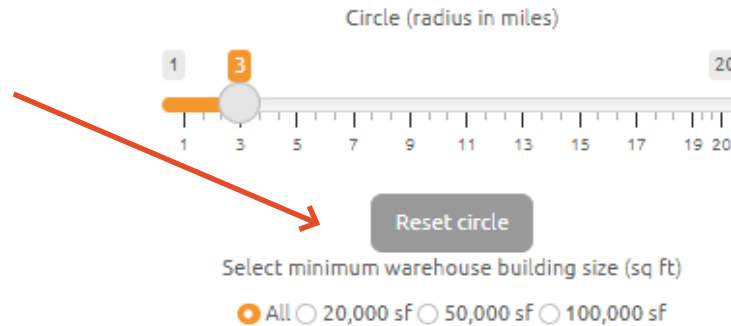 Circle (radius in miles)
1 3 20
1 3 5 7 9 11 13 15 17 19 20
Reset circle
Select minimum warehouse building size (sq ft)
All 20,000 sf 50,000 sf 100,000 sf